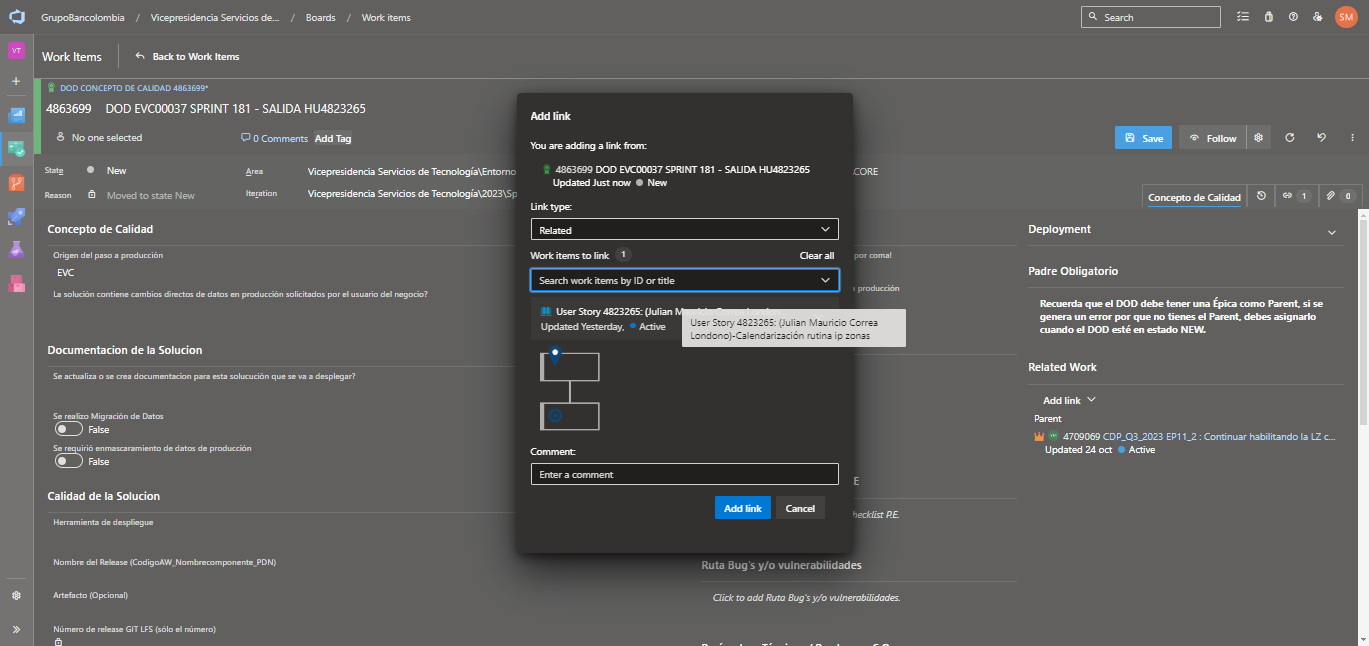 GrupoBancolombia / Vicepresidencia Servicios de... / Boards / Work items
Search
SM
VT
Work Items
Back to Work Items
DOD CONCEPTO DE CALIDAD 4863699*
4863699 DOD EVC00037 SPRINT 181 - SALIDA HU4823265
No one selected
0 Comments
Add Tag
Save
Follow
State
New
Area
Vicepresidencia Servicios de Tecnología\Entorno
CORE
Reason
Moved to state New
Iteration
Vicepresidencia Servicios de Tecnología\2023\Sp
Concepto de Calidad
1
0
Concepto de Calidad
Origen del paso a producción
EVC
La solución contiene cambios directos de datos en producción solicitados por el usuario del negocio?
Documentacion de la Solucion
Se actualiza o se crea documentacion para esta solucución que se va a desplegar?
Se realizo Migración de Datos
False
Se requirió enmascaramiento de datos de producción
False
Calidad de la Solucion
Herramienta de despliegue
Nombre del Release (CodigoAW_Nombrecomponente_PDN)
Artefacto (Opcional)
Número de release GIT LFS (sólo el número)
Add link
You are adding a link from:
4863699 DOD EVC00037 SPRINT 181 - SALIDA HU4823265
Updated Just now
New
Link type:
Related
Work items to link 1
Clear all
Search work items by ID or title
User Story 4823265: (Julian Mauricio Correa Londono...
Updated Yesterday,
Active
User Story 4823265: (Julian Mauricio Correa
Londono)-Calendarización rutina ip zonas
Comment:
Enter a comment
Add link
Cancel
por comal
producción
E
hecklist P.E.
Ruta Bug's y/o vulnerabilidades
Click to add Ruta Bug's y/o vulnerabilidades.
Deployment
Padre Obligatorio
Recuerda que el DOD debe tener una Épica como Parent, si se
genera un error por que no tienes el Parent, debes asignarlo
cuando el DOD esté en estado NEW.
Related Work
Add link
Parent
4709069 CDP_Q3_2023 EP11_2 : Continuar habilitando la LZ c...
Updated 24 oct
Active